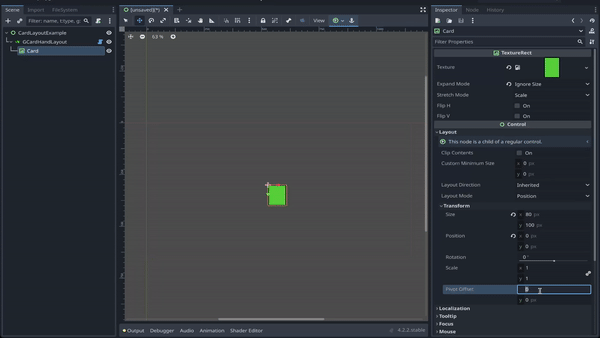 Scene Import FileSystem
Filter: name, t:type, g:
CardLayoutExample
GCardHandLayout
Card
[unsaved](*)
View
63 %
Output Debugger Audio Animation Shader Editor
4.2.2.stable
Inspector Node History
Card
Filter Properties
TextureRect
Texture
Expand Mode Ignore Size
Stretch Mode Scale
Flip H On
Flip V On
Control
Layout
This node is a child of a regular control.
Clip Contents On
Custom Minimum Size x 0 px
y 0 px
Layout Direction Inherited
Layout Mode Position
Transform
Size x 80 px
y 100 px
Position x 0 px
y 0 px
Rotation 0 °
Scale x 1
y 1
Pivot Offset
y 0 px
Localization
Tooltip
Focus
Mouse